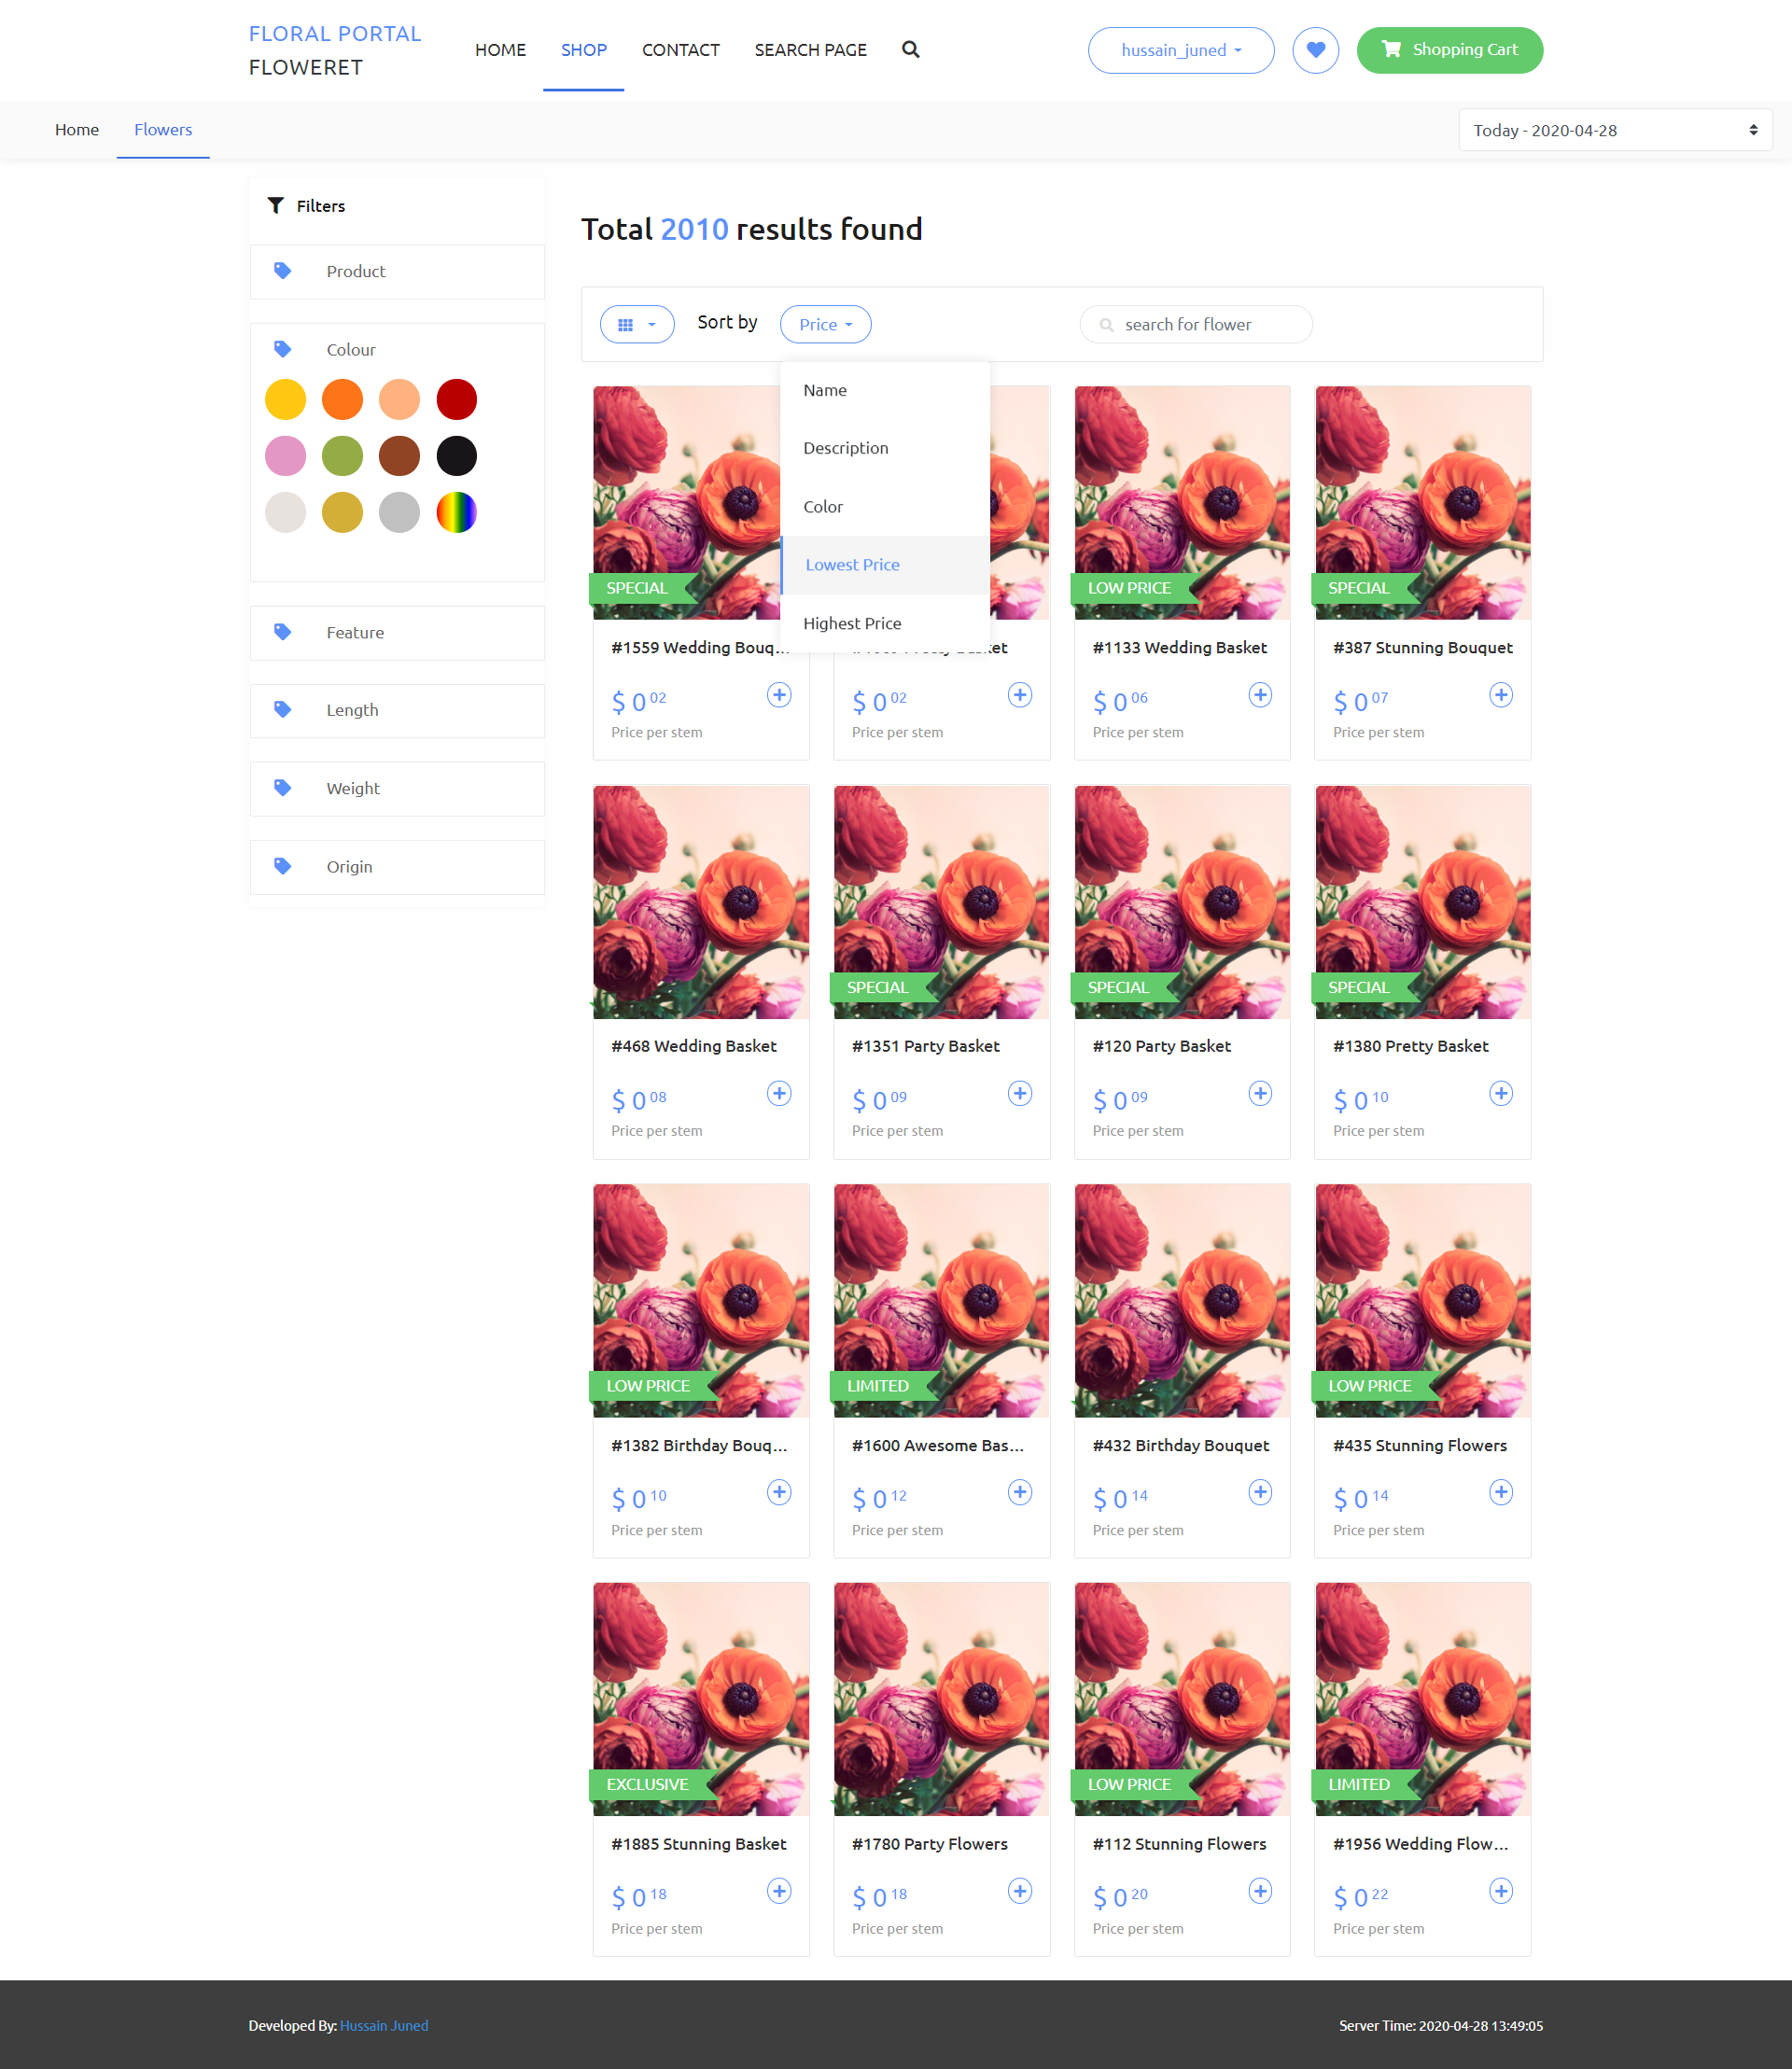 FLORAL PORTAL
FLOWERET
HOME
SHOP
CONTACT
SEARCH PAGE
hussain_juned
Shopping Cart
Home
Flowers
Today - 2020-04-28
Filters
Product
Colour
Feature
Length
Weight
Origin
Total 2010 results found
Sort by
Price
search for flower
Name
Description
Color
Lowest Price
Highest Price
SPECIAL
LOW PRICE
SPECIAL
#1559 Wedding Bouq...
#1133 Wedding Basket
#387 Stunning Bouquet
$ 0 02
$ 0 02
$ 0 06
$ 0 07
Price per stem
Price per stem
Price per stem
Price per stem
SPECIAL
SPECIAL
SPECIAL
#468 Wedding Basket
#1351 Party Basket
#120 Party Basket
#1380 Pretty Basket
$ 0 08
$ 0 09
$ 0 09
$ 0 10
Price per stem
Price per stem
Price per stem
Price per stem
LOW PRICE
LIMITED
LOW PRICE
#1382 Birthday Bouq...
#1600 Awesome Bas...
#432 Birthday Bouquet
#435 Stunning Flowers
$ 0 10
$ 0 12
$ 0 14
$ 0 14
Price per stem
Price per stem
Price per stem
Price per stem
EXCLUSIVE
LOW PRICE
LIMITED
#1885 Stunning Basket
#1780 Party Flowers
#112 Stunning Flowers
#1956 Wedding Flow...
$ 0 18
$ 0 18
$ 0 20
$ 0 22
Price per stem
Price per stem
Price per stem
Price per stem
Developed By: Hussain Juned
Server Time: 2020-04-28 13:49:05